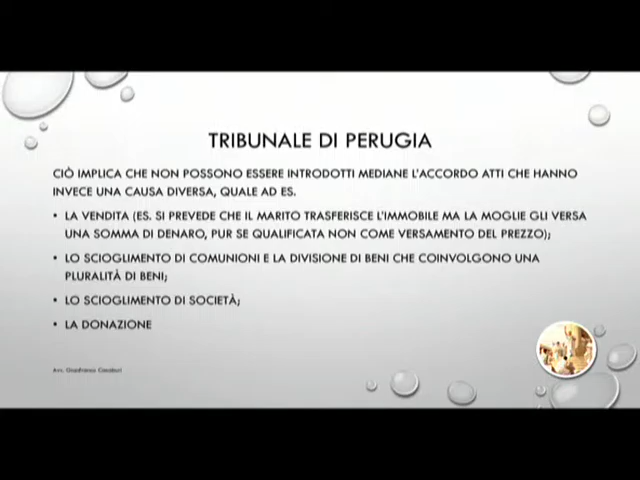 TRIBUNALE DI PERUGIA
CIÒ IMPLICA CHE NON POSSONO ESSERE INTRODOTTI MEDIANE L'ACCORDO ATTI CHE HANNO
INVECE UNA CAUSA DIVERSA, QUALE AD ES.
• LA VENDITA (ES. SI PREVEDE CHE IL MARITO TRASFERISCE L'IMMOBILE MA LA MOGLIE GLI VERSA
UNA SOMMA DI DENARO, PUR SE QUALIFICATA NON COME VERSAMENTO DEL PREZZO);
• LO SCIOGLIMENTO DI COMUNIONI E LA DIVISIONE DI BENI CHE COINVOLGONO UNA
PLURALITÀ DI BENI;
• LO SCIOGLIMENTO DI SOCIETÀ;
• LA DONAZIONE
Avv. Gianfranco